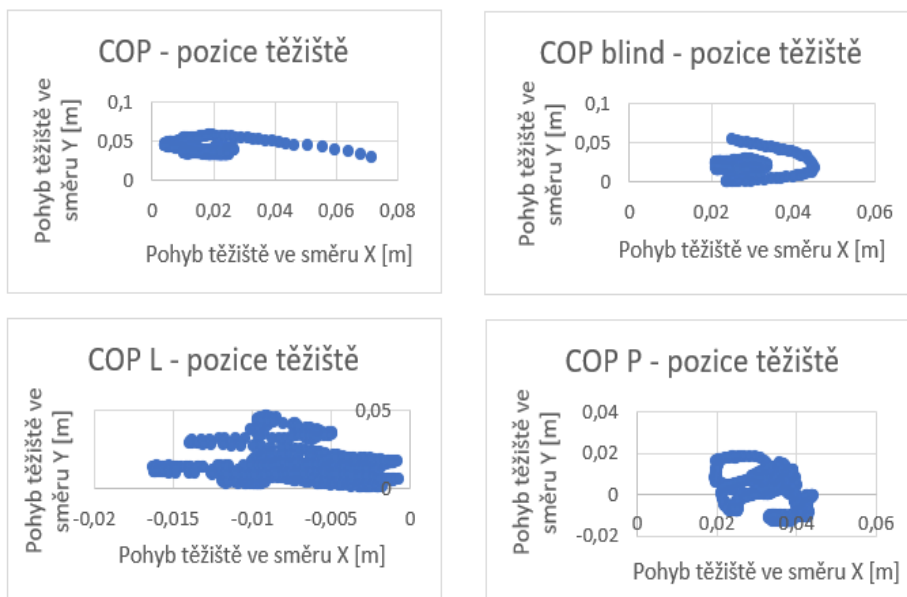 COP - pozice těžiště
Pohyb těžiště ve
směru Y [m]
0,1
0,05
0
0
0,02
0,04
0,06
0,08
Pohyb těžiště ve směru X [m]
COP blind - pozice těžiště
Pohyb těžiště ve
směru Y [m]
0,1
0,05
0
0
0,02
0,04
0,06
Pohyb těžiště ve směru X [m]
COP L - pozice těžiště
Pohyb těžiště ve
směru Y [m]
0,05
0
-0,02
-0,015
-0,01
-0,005
0
Pohyb těžiště ve směru X [m]
COP P - pozice těžiště
Pohyb těžiště ve
směru Y [m]
0,04
0,02
0
-0,02
0
0,02
0,04
0,06
Pohyb těžiště ve směru X [m]